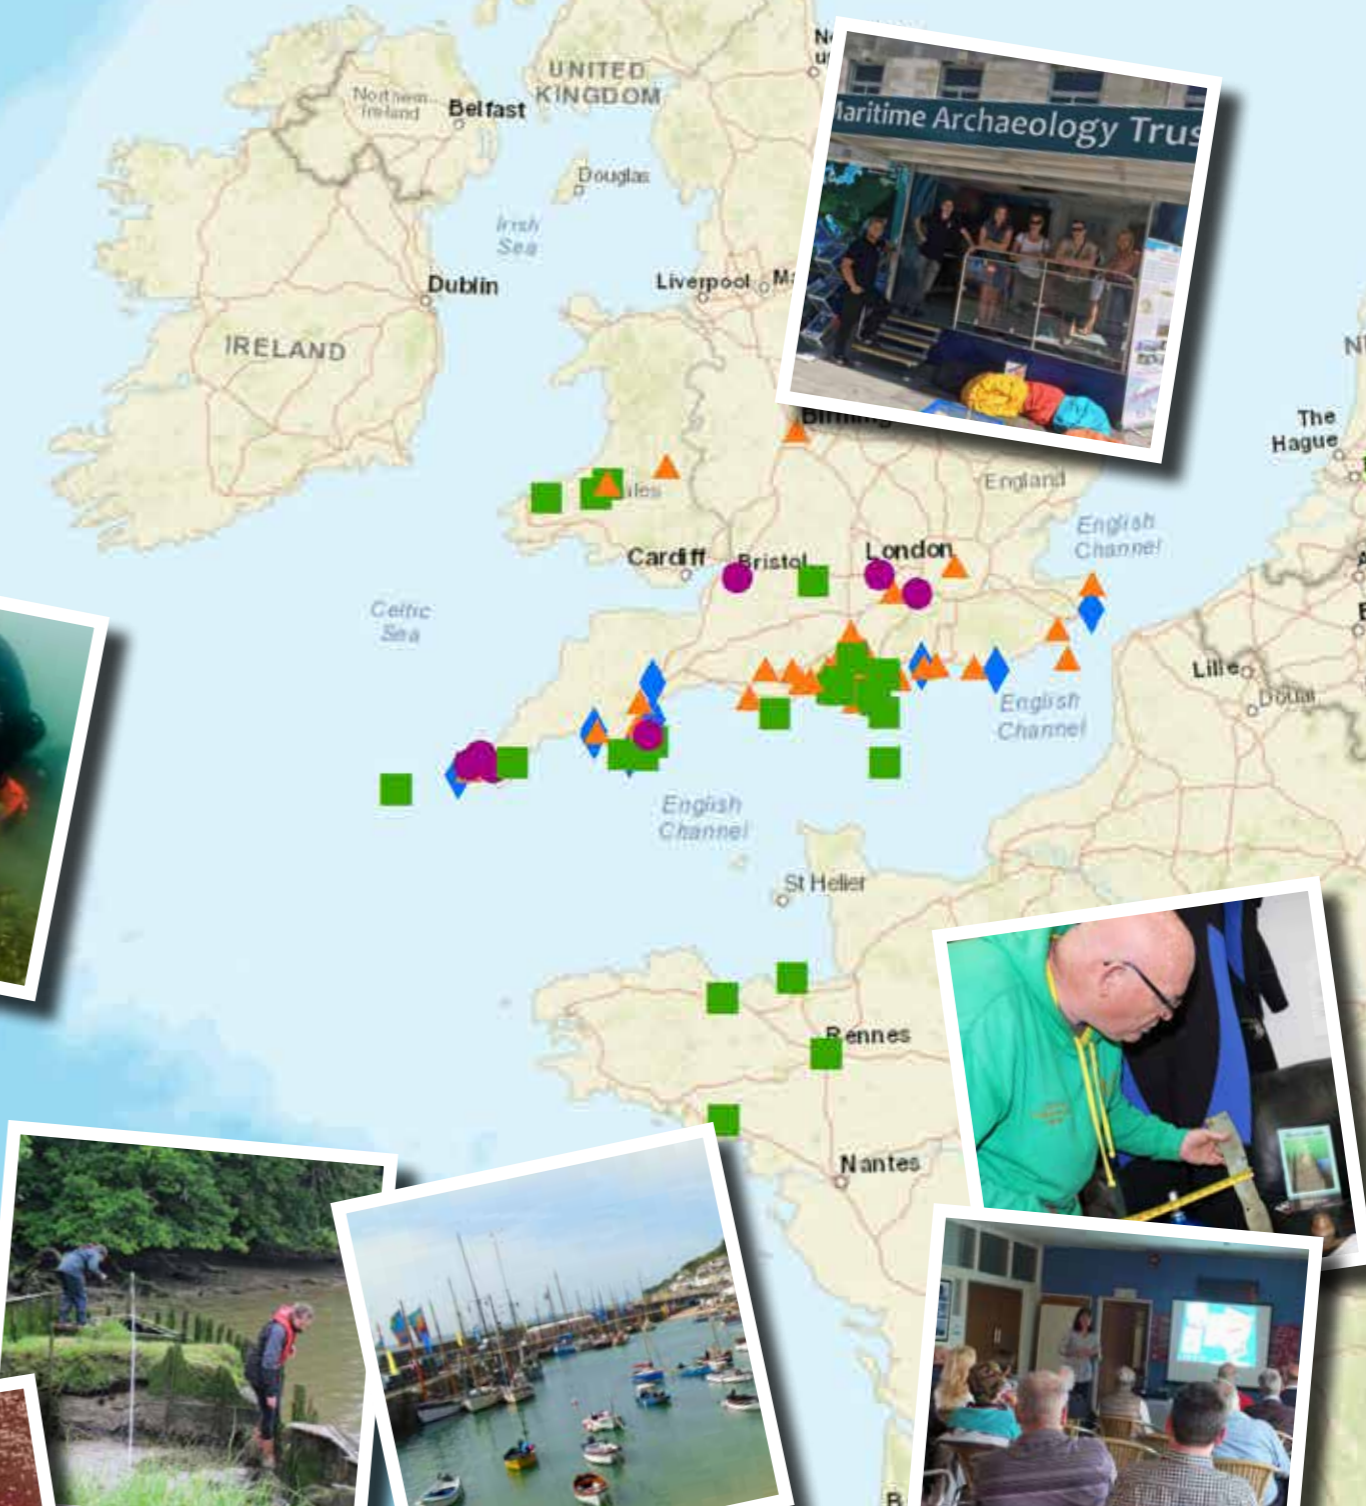 UNITED
KINGDOM
Northern
Ireland
Belfast
Maritime Archaeology Trus
Douglas
Irish
Sea
Dublin
Liverpool
IRELAND
The
Hague
England
English
Channel
Cardiff
Bristol
London
Celtic
Sea
Lille
Douai
English
Channel
English
Channel
St Helier
Rennes
Nantes